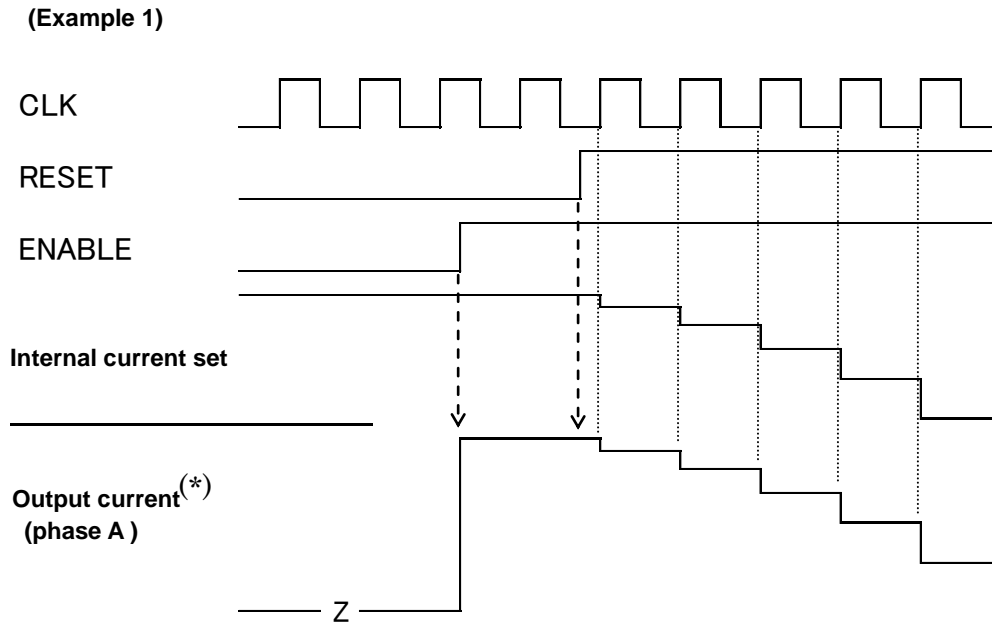 (Example 1)
CLK
RESET
ENABLE
Internal current set
Output current(*)
(phase A )
Z